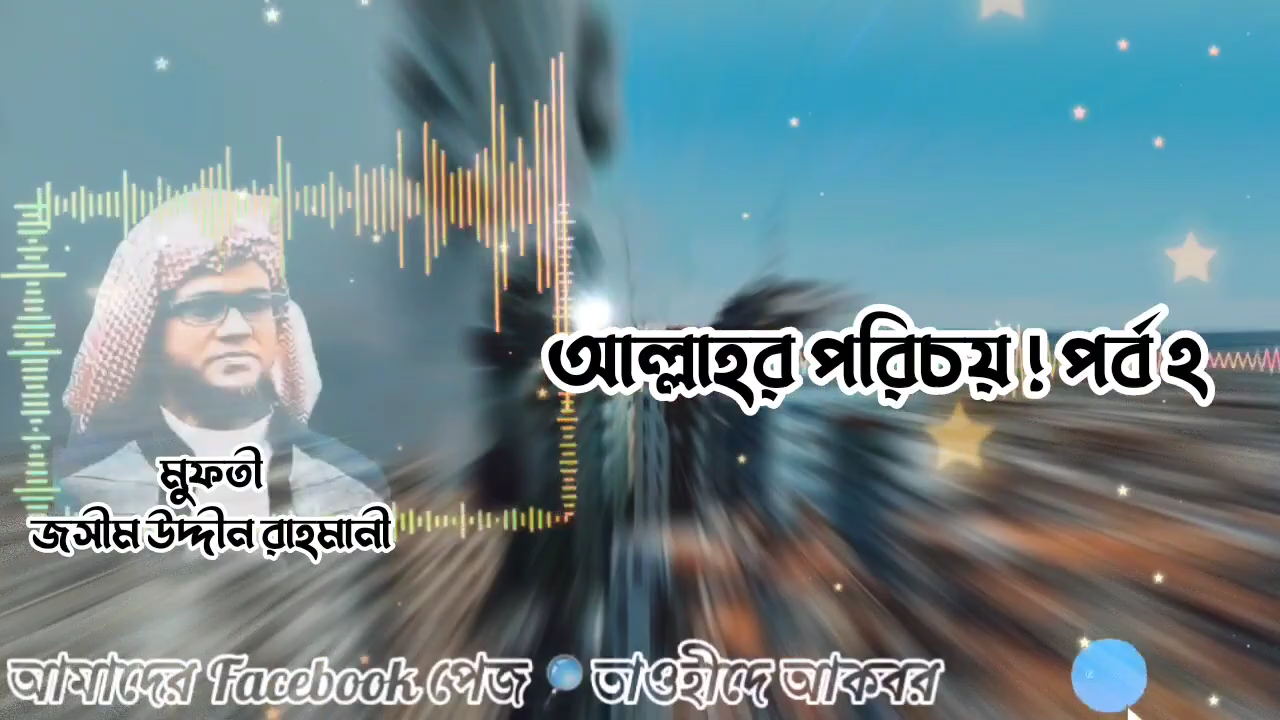 আল্লাহর পরিচয় ! পর্ব ২
মুফতী
জসীম উদ্দীন রাহমানী
আমাদের Facebook পেজ 🔎 তাওহীদে আকবর